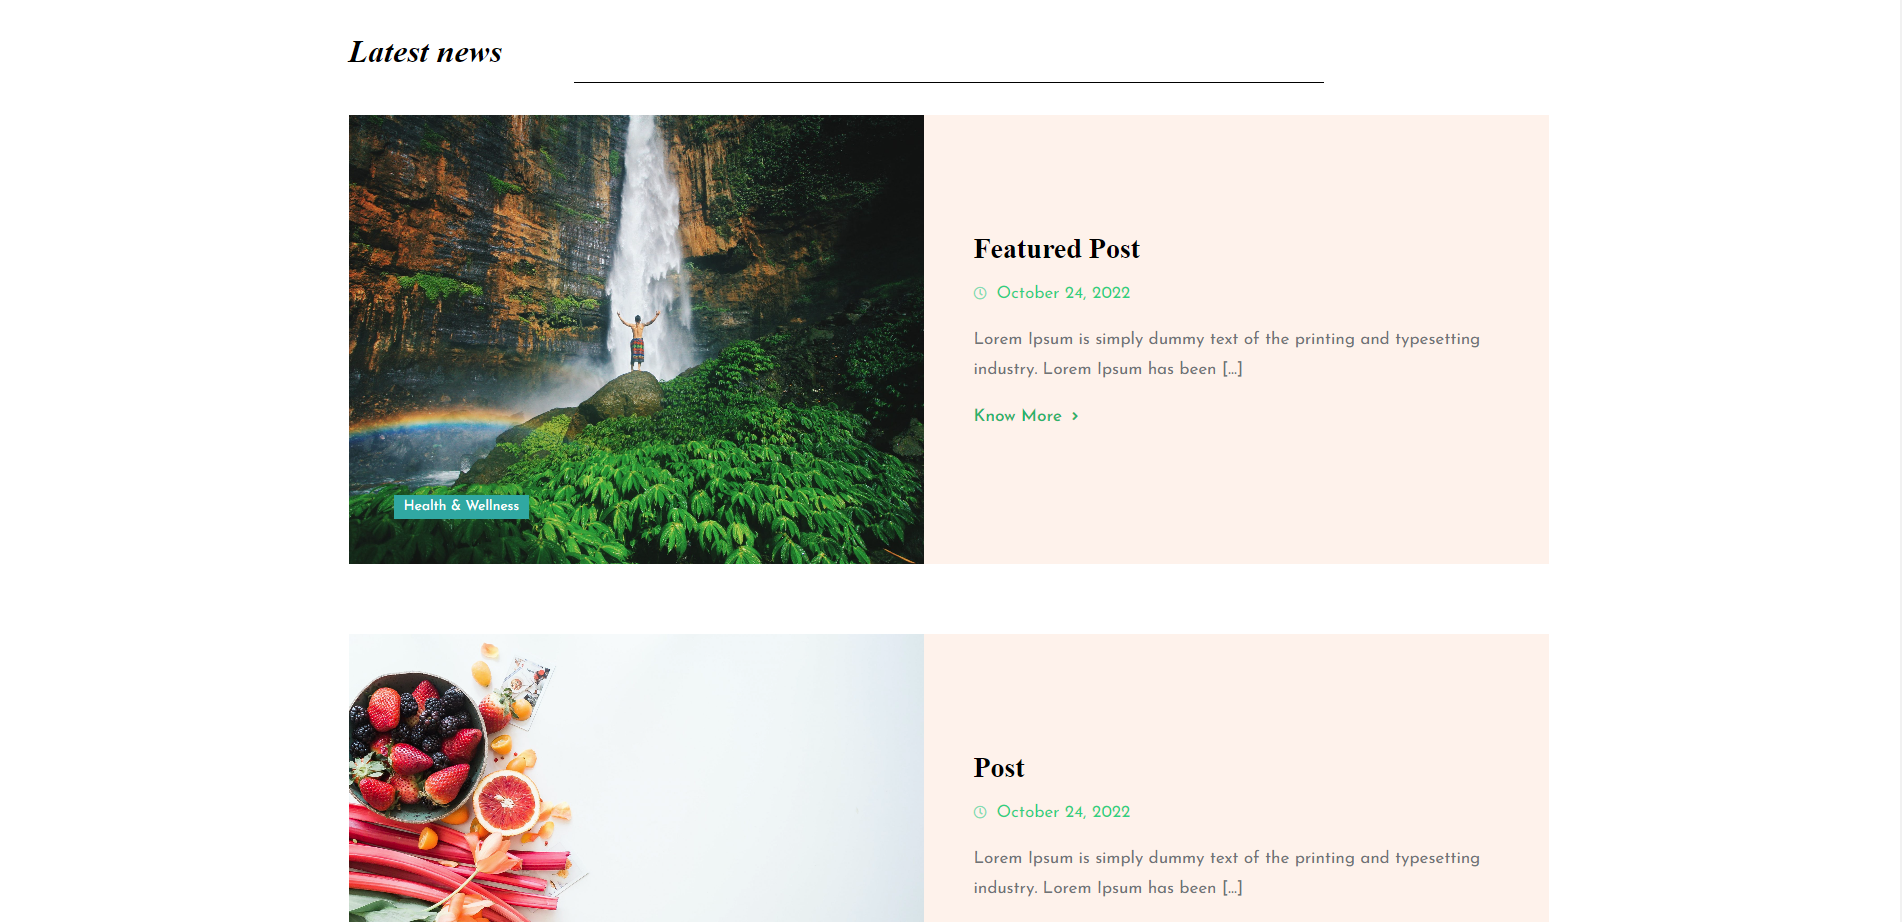 Latest news
Featured Post
October 24, 2022
Lorem Ipsum is simply dummy text of the printing and typesetting
industry. Lorem Ipsum has been [...]
Know More
Health & Wellness
Post
October 24, 2022
Lorem Ipsum is simply dummy text of the printing and typesetting
industry. Lorem Ipsum has been [...]